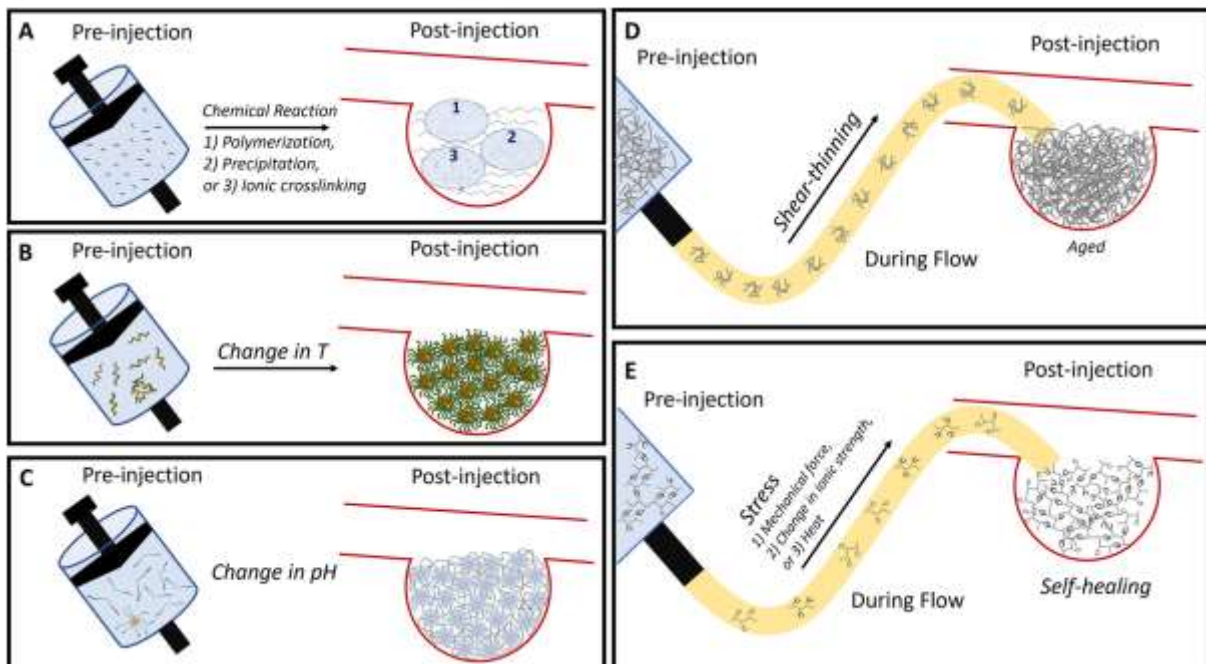 A
Pre-injection
Post-injection
Chemical Reaction
1) Polymerization,
2) Precipitation,
or 3) Ionic crosslinking
1
2
3
B
Pre-injection
Post-injection
Change in T
C
Pre-injection
Post-injection
Change in pH
D
Pre-injection
Post-injection
Shear-thinning
During Flow
Aged
E
Pre-injection
Post-injection
Stress
1) Mechanical force,
2) Change in ionic strength,
or 3) Heat
During Flow
Self-healing